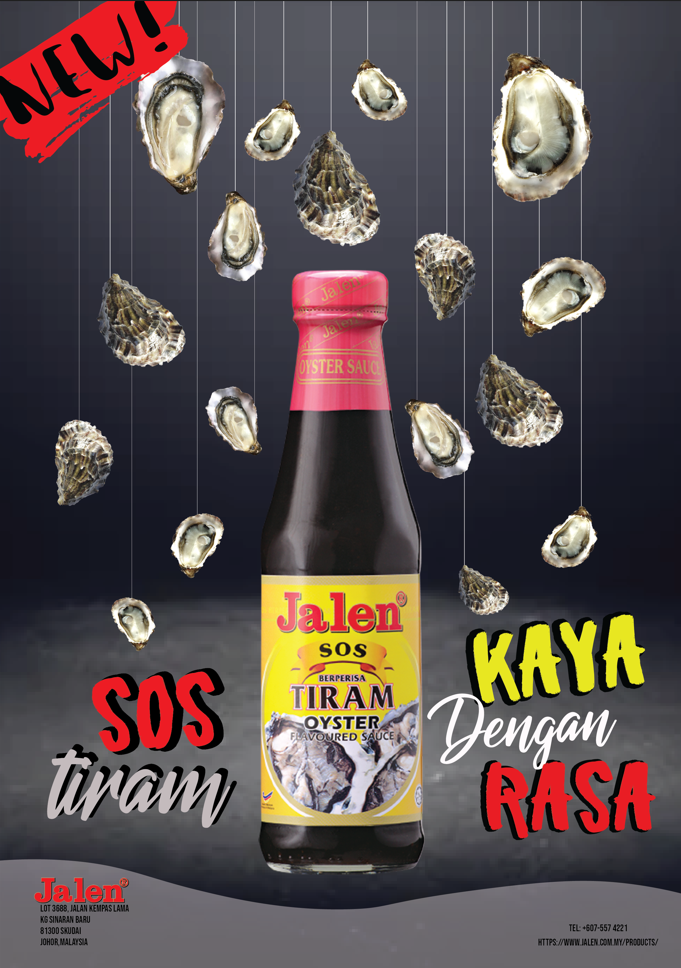 NEW!
Jalen
Jalen
OYSTER SAUCE
Jalen®
SOS
BERPERISA
TIRAM
OYSTER
FLAVOURED SAUCE
SOS
tiram
KAYA
Dengan
RASA
Jalen®
LOT 3688, JALAN KEMPAS LAMA
KG SINARAN BARU
81300 SKUDAI
JOHOR,MALAYSIA
TEL: +607-557 4221
HTTPS://WWW.JALEN.COM.MY/PRODUCTS/